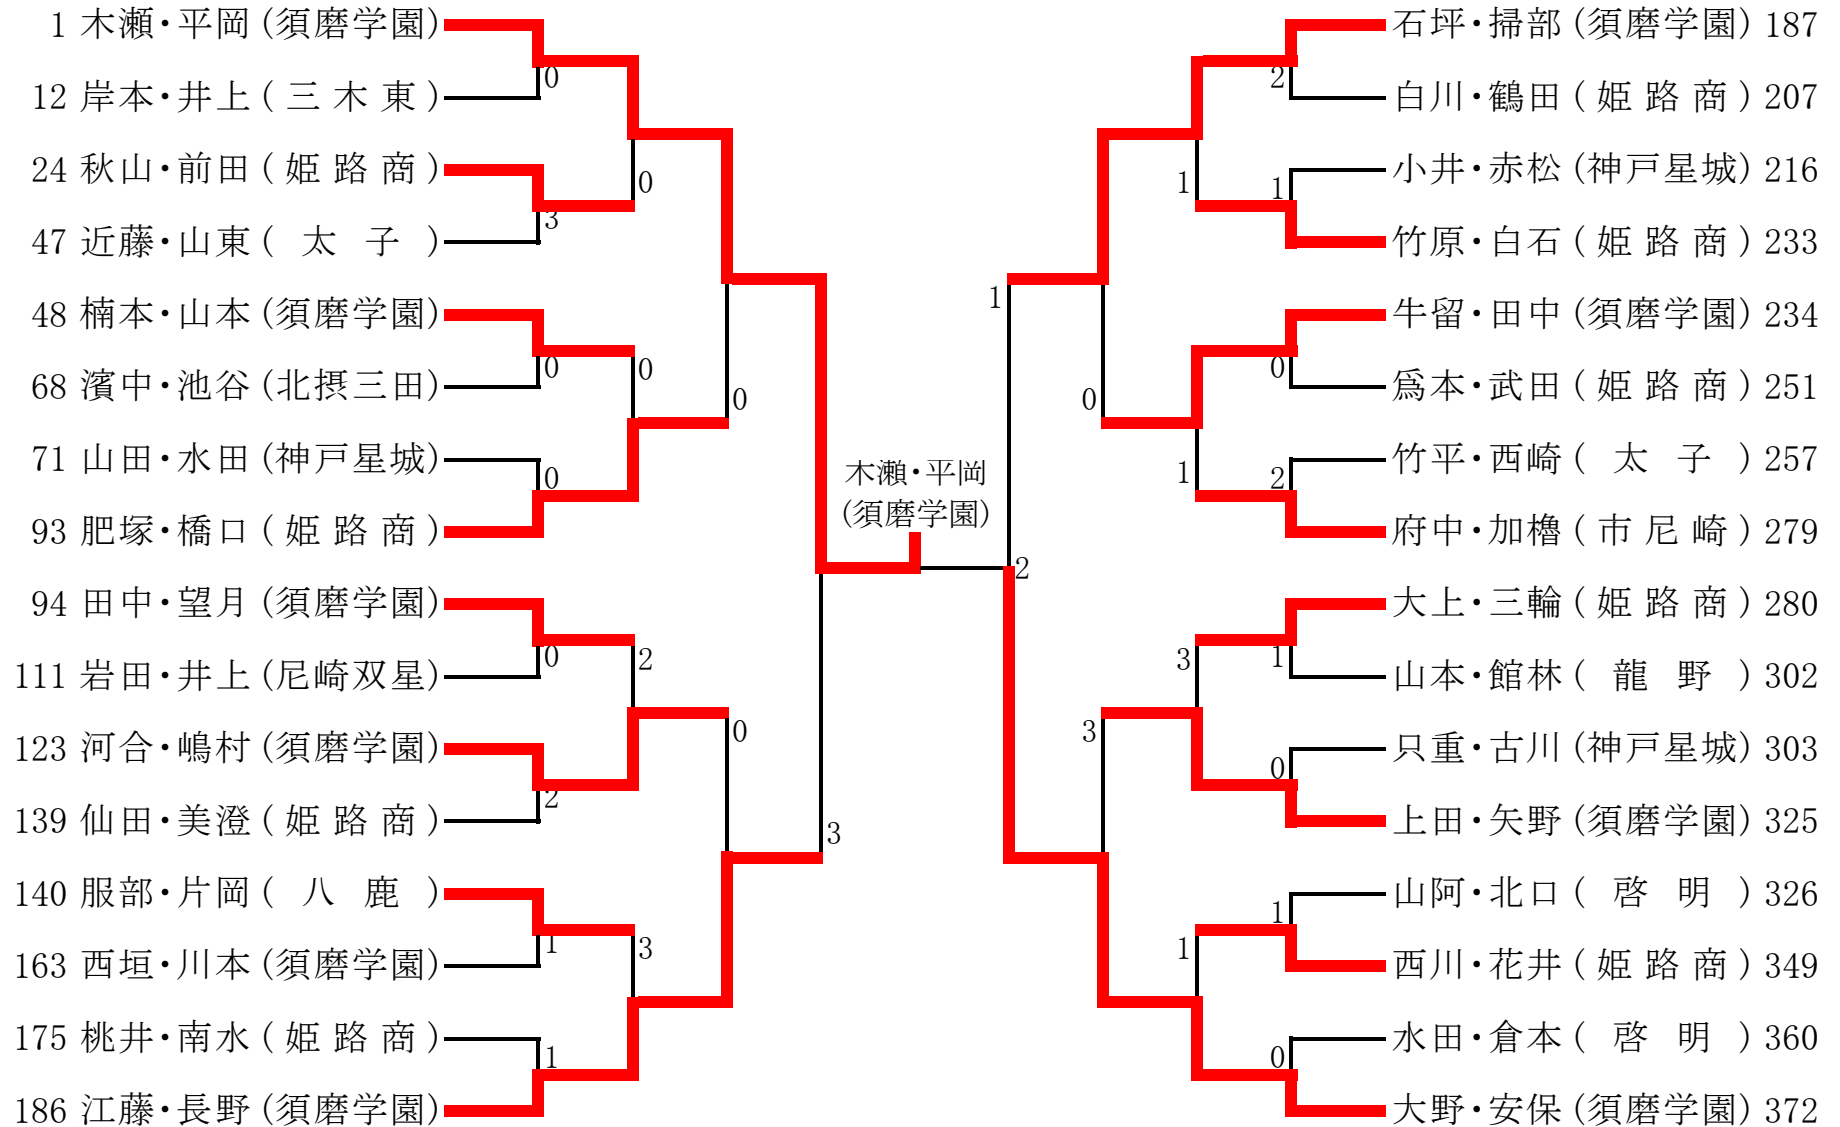 1 木瀬・平岡 (須磨学園)
0
12 岸本・井上 ( 三 木 東 )
24 秋山・前田 ( 姫 路 商 )
0
3
47 近藤・山東 ( 太 子 )
48 楠本・山本 (須磨学園)
0
0
68 濱中・池谷 (北摂三田)
0
71 山田・水田 (神戸星城)
0
93 肥塚・橋口 ( 姫 路 商 )
94 田中・望月 (須磨学園)
0
2
111 岩田・井上 (尼崎双星)
0
123 河合・嶋村 (須磨学園)
2
139 仙田・美澄 ( 姫 路 商 )
3
140 服部・片岡 ( 八 鹿 )
1
3
163 西垣・川本 (須磨学園)
175 桃井・南水 ( 姫 路 商 )
1
186 江藤・長野 (須磨学園)
木瀬・平岡
(須磨学園)
2
石坪・掃部 (須磨学園) 187
2
白川・鶴田 ( 姫 路 商 ) 207
小井・赤松 (神戸星城) 216
1
1
竹原・白石 ( 姫 路 商 ) 233
1
牛留・田中 (須磨学園) 234
0
爲本・武田 ( 姫 路 商 ) 251
0
竹平・西崎 ( 太 子 ) 257
1
2
府中・加櫓 ( 市 尼 崎 ) 279
大上・三輪 ( 姫 路 商 ) 280
3
1
山本・館林 ( 龍 野 ) 302
3
只重・古川 (神戸星城) 303
0
上田・矢野 (須磨学園) 325
山阿・北口 ( 啓 明 ) 326
1
1
西川・花井 ( 姫 路 商 ) 349
水田・倉本 ( 啓 明 ) 360
0
大野・安保 (須磨学園) 372